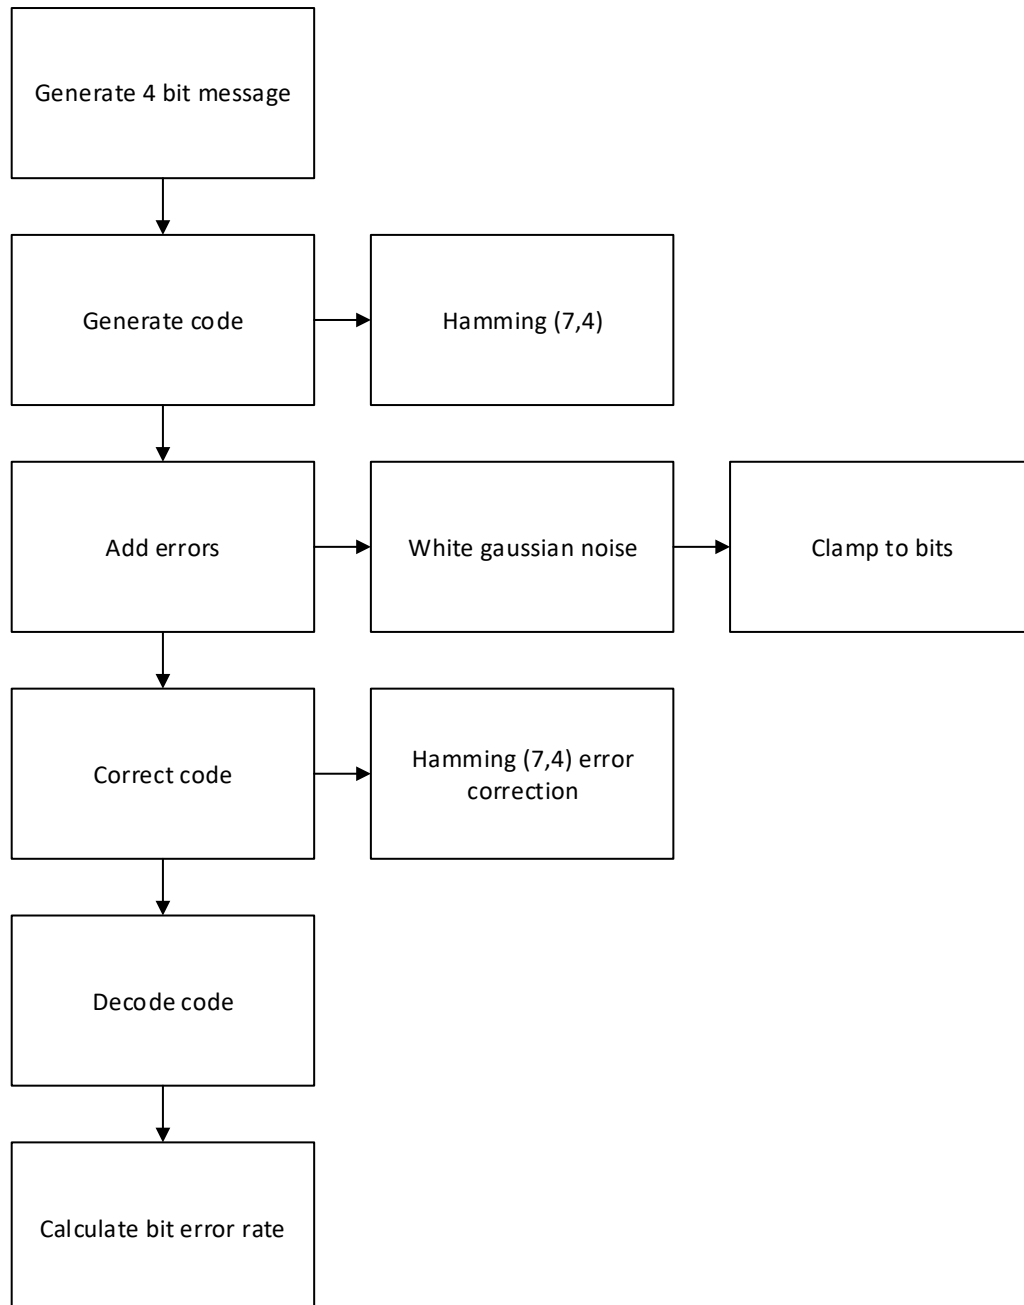 Generate 4 bit message
Generate code
Hamming (7,4)
Add errors
White gaussian noise
Clamp to bits
Correct code
Hamming (7,4) error
correction
Decode code
Calculate bit error rate